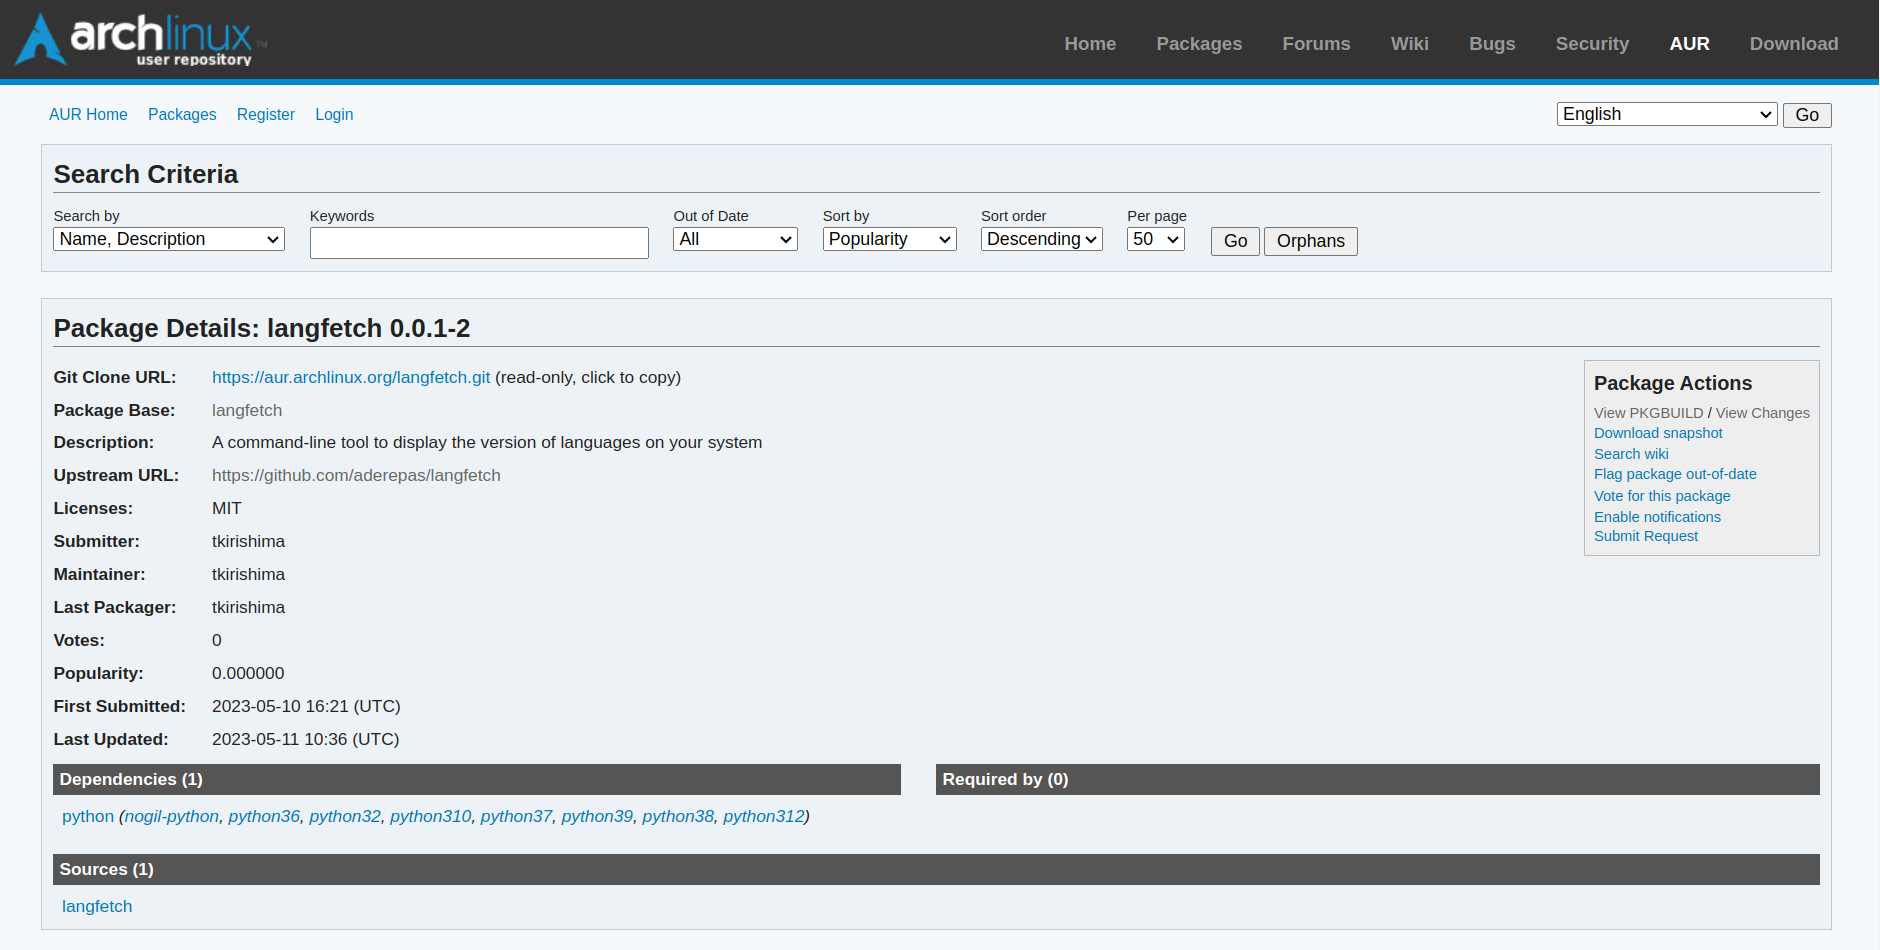 archlinux™
user repository
Home Packages Forums Wiki Bugs Security AUR Download
AUR Home Packages Register Login
English Go
Search Criteria
Search by Keywords Out of Date Sort by Sort order Per page
Name, Description All Popularity Descending 50 Go Orphans
Package Details: langfetch 0.0.1-2
Git Clone URL: https://aur.archlinux.org/langfetch.git (read-only, click to copy)
Package Base: langfetch
Description: A command-line tool to display the version of languages on your system
Upstream URL: https://github.com/aderepas/langfetch
Licenses: MIT
Submitter: tkirishima
Maintainer: tkirishima
Last Packager: tkirishima
Votes: 0
Popularity: 0.000000
First Submitted: 2023-05-10 16:21 (UTC)
Last Updated: 2023-05-11 10:36 (UTC)
Package Actions
View PKGBUILD / View Changes
Download snapshot
Search wiki
Flag package out-of-date
Vote for this package
Enable notifications
Submit Request
Dependencies (1)
python (nogil-python, python36, python32, python310, python37, python39, python38, python312)
Required by (0)
Sources (1)
langfetch